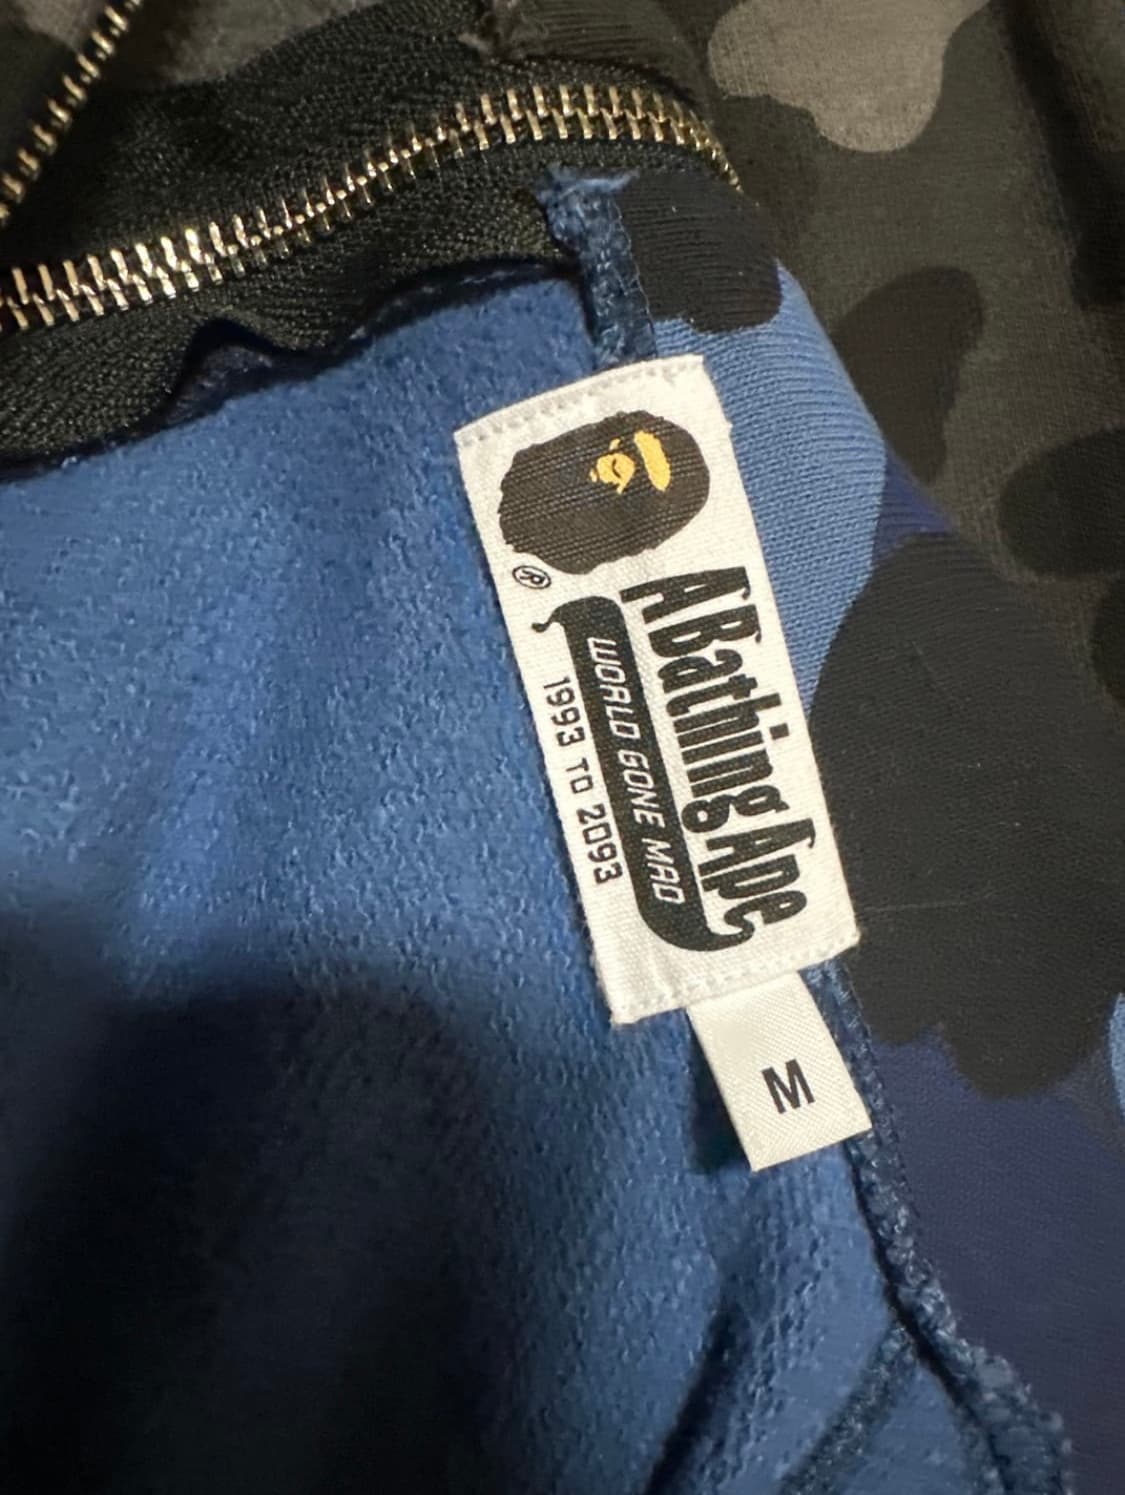 ®
ABathingApe
WORLD GONE MAD
1993 TO 2093
M